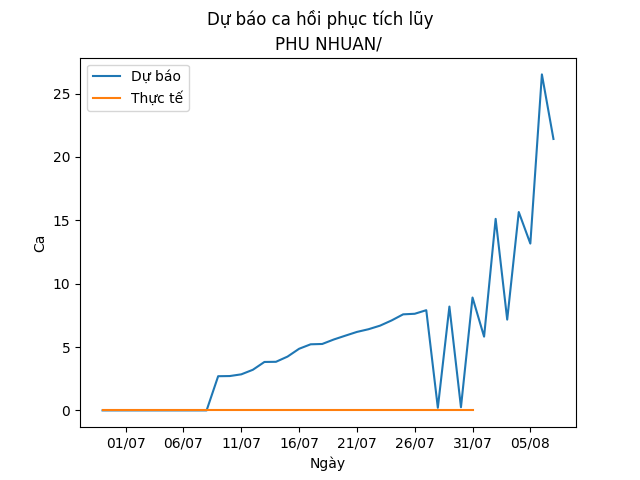 Dự báo ca hồi phục tích lũy
PHU NHUAN/
Dự báo
Thực tế
25
20
15
10
5
0
Ca
01/07 06/07 11/07 16/07 21/07 26/07 31/07 05/08
Ngày